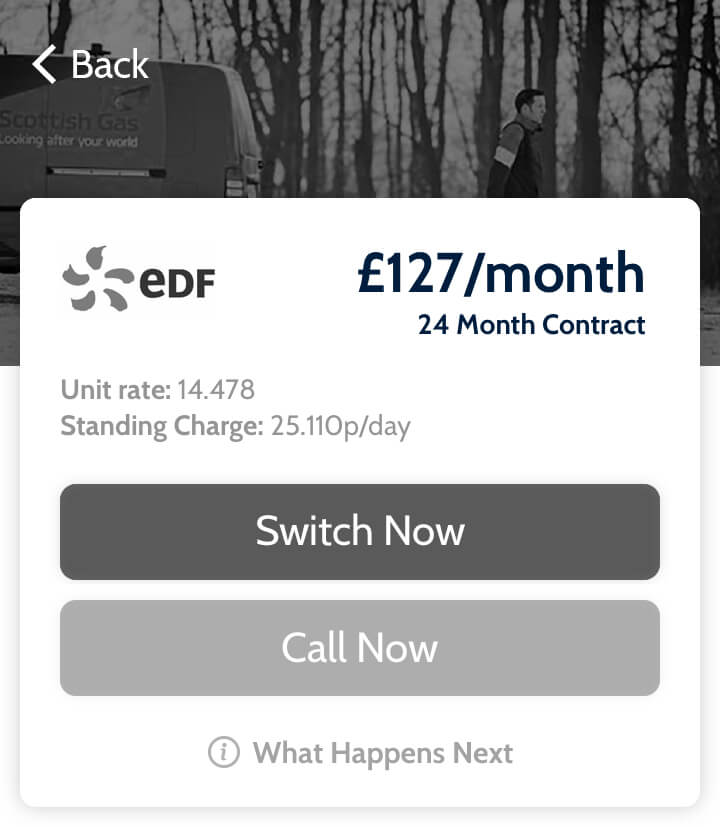 Back
Scottish Gas
Looking after your world
eDF
£127/month
24 Month Contract
Unit rate: 14.478
Standing Charge: 25.110p/day
Switch Now
Call Now
What Happens Next